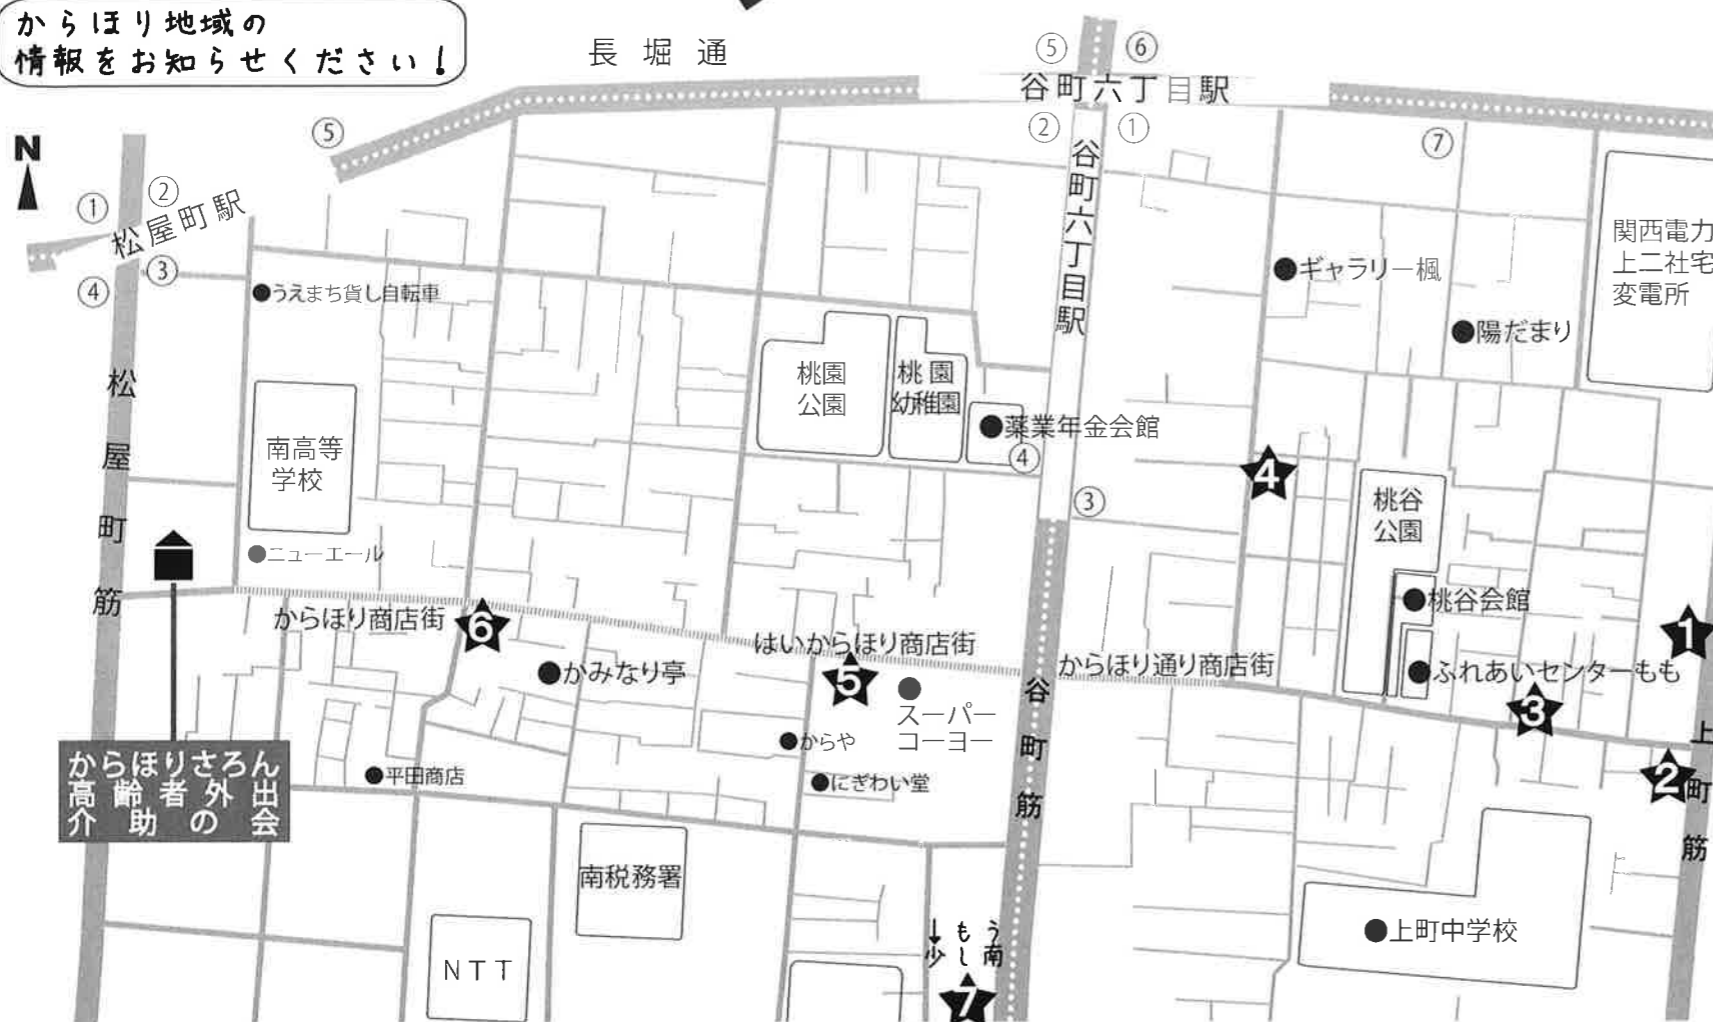 からほり地域の
情報をお知らせください！
長堀通
⑤
⑥
谷町六丁目駅
②
①
⑤
⑦
N
①
②
松屋町駅
③
④
谷町六丁目駅
関西電力
上二社宅
変電所
●ギャラリー楓
●うえまち貸し自転車
●陽だまり
桃園
公園
桃園
幼稚園
●薬業年金会館
④
松屋町筋
南高等
学校
4
③
桃谷
公園
●ニューエール
●桃谷会館
からほり商店街
6
はいからほり商店街
1
からほり通り商店街
●かみなり亭
5
●ふれあいセンターもも
スーパー
コーヨー
3
谷町筋
●からや
●平田商店
●にぎわい堂
2
上町筋
からほりさろん
高齢者外出
介助の会
南税務署
●上町中学校
NTT
↓少
もし
う南
7